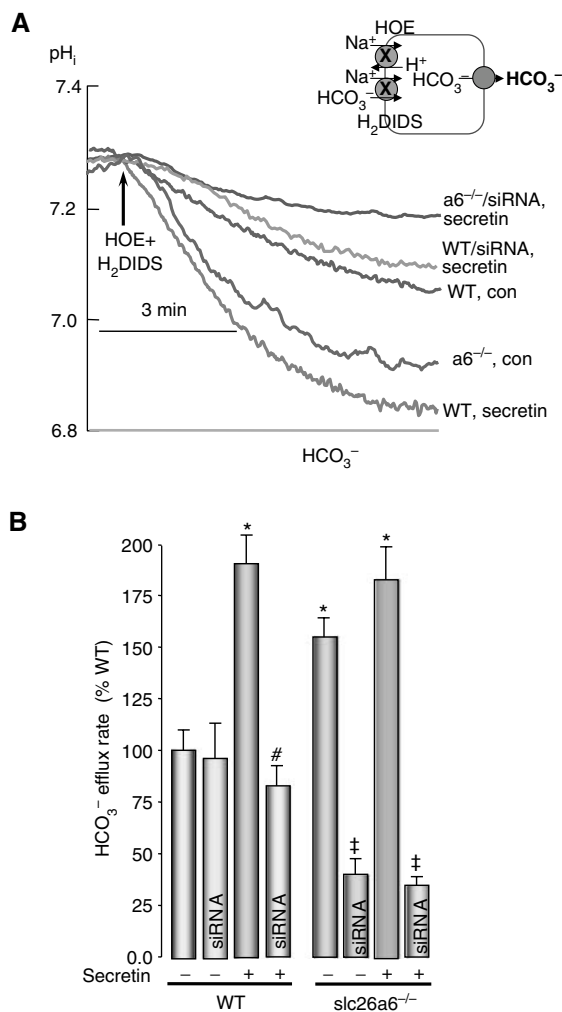 A
pHi
7.4
7.2
7.0
6.8
HOE
Na+
X
H+
Na+
X
HCO3−
H2DIDS
HCO3−
HCO3−
HOE+
H2DIDS
3 min
a6−/−/siRNA,
secretin
WT/siRNA,
secretin
WT, con
a6−/−, con
WT, secretin
HCO3−
B
HCO3− efflux rate (% WT)
200
175
150
125
100
75
50
25
0.0
*
#
*
*
‡
‡
siRNA
siRNA
siRNA
siRNA
Secretin − − + + − − + +
WT slc26a6−/−